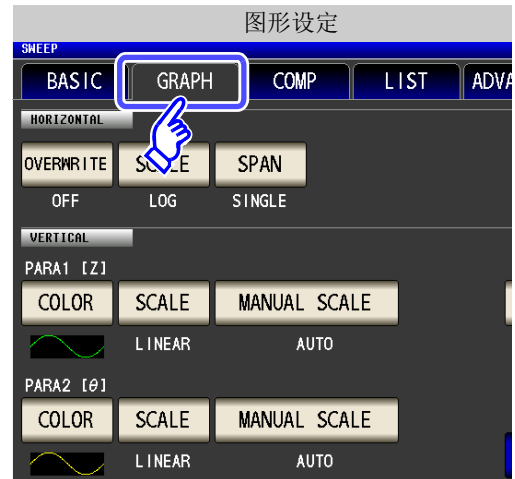 图形设定
SWEEP
BASIC GRAPH COMP LIST ADVA
HORIZONTAL
OVERWRITE SCALE SPAN
OFF LOG SINGLE
VERTICAL
PARA1 [Z]
COLOR SCALE MANUAL SCALE
LINEAR AUTO
PARA2 [θ]
COLOR SCALE MANUAL SCALE
LINEAR AUTO